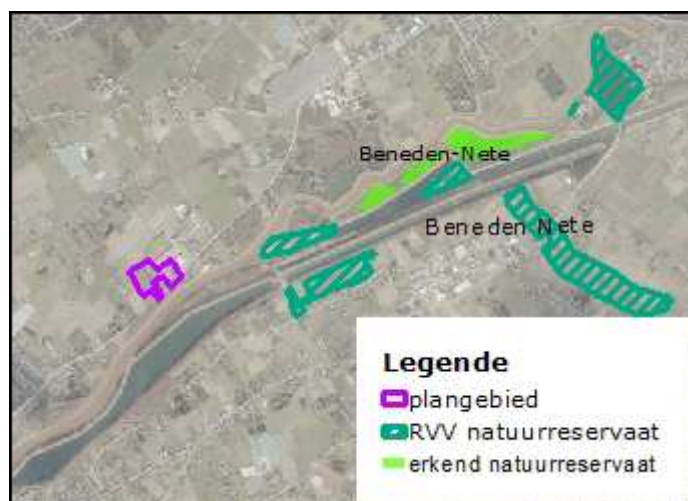 Beneden-Nete
Beneden Nete
Legende
plangebied
RVV natuurreservaat
erkend natuurreservaat